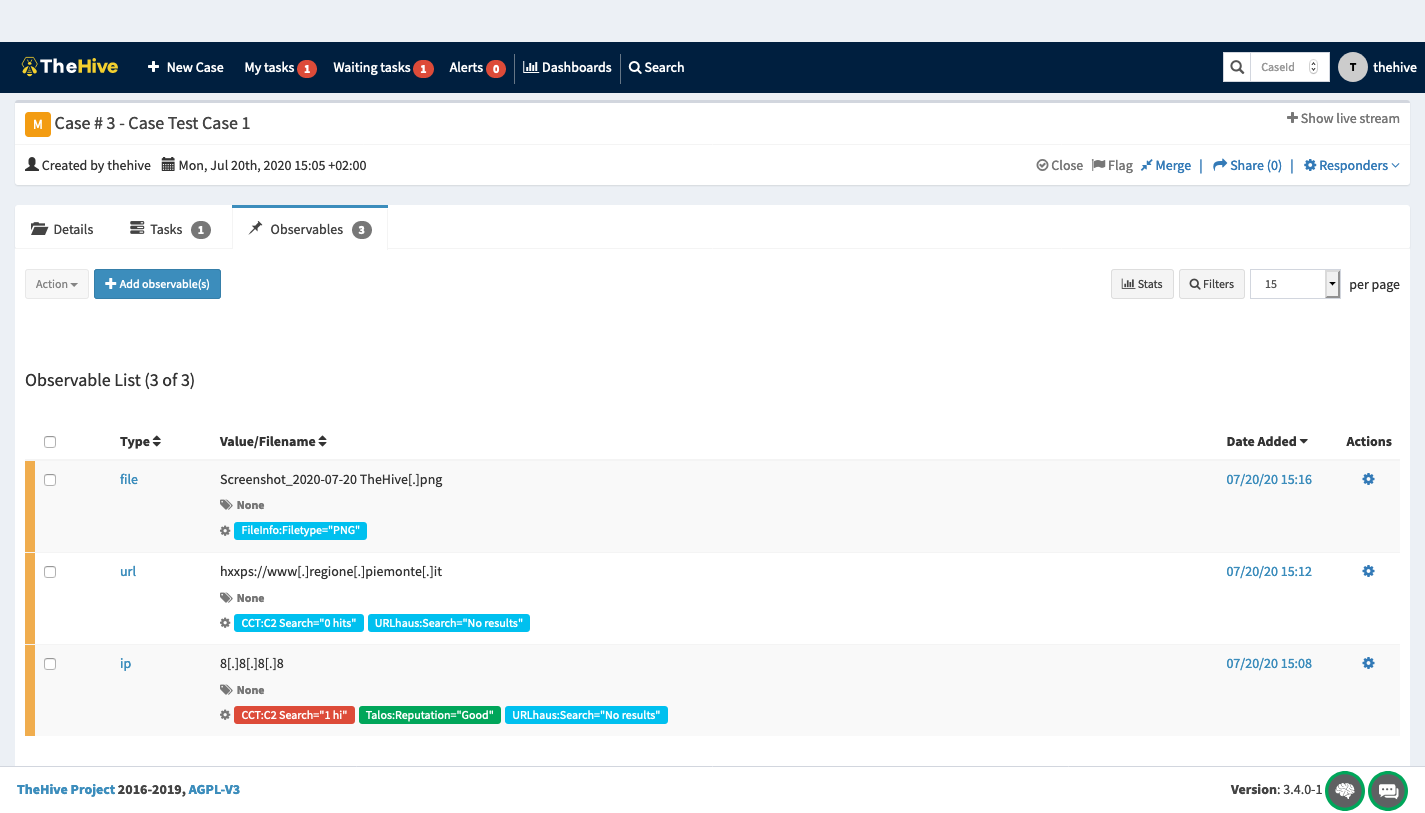 TheHive New Case My tasks 1 Waiting tasks 1 Alerts 0 Dashboards Search CaseId T thehive
M Case # 3 - Case Test Case 1 Show live stream
Created by thehive Mon, Jul 20th, 2020 15:05 +02:00 Close Flag Merge | Share (0) | Responders
Details Tasks 1 Observables 3
Action Add observable(s) Stats Filters 15 per page
Observable List (3 of 3)
Type Value/Filename Date Added Actions
file Screenshot_2020-07-20 TheHive[.]png 07/20/20 15:16
None
FileInfo:Filetype="PNG"
url hxxps://www[.]regione[.]piemonte[.]it 07/20/20 15:12
None
CCT:C2 Search="0 hits" URLhaus:Search="No results"
ip 8[.]8[.]8[.]8 07/20/20 15:08
None
CCT:C2 Search="1 hi" Talos:Reputation="Good" URLhaus:Search="No results"
TheHive Project 2016-2019, AGPL-V3 Version: 3.4.0-1